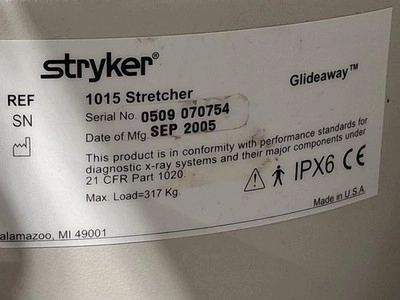 stryker®
Glideaway™
REF 1015 Stretcher
SN Serial No. 0509 070754
Date of Mfg. SEP 2005
This product is in conformity with performance standards for
diagnostic x-ray systems and their major components under
21 CFR Part 1020.
Max. Load=317 Kg.
IPX6 CE
Made in U.S.A.
alamazoo, MI 49001